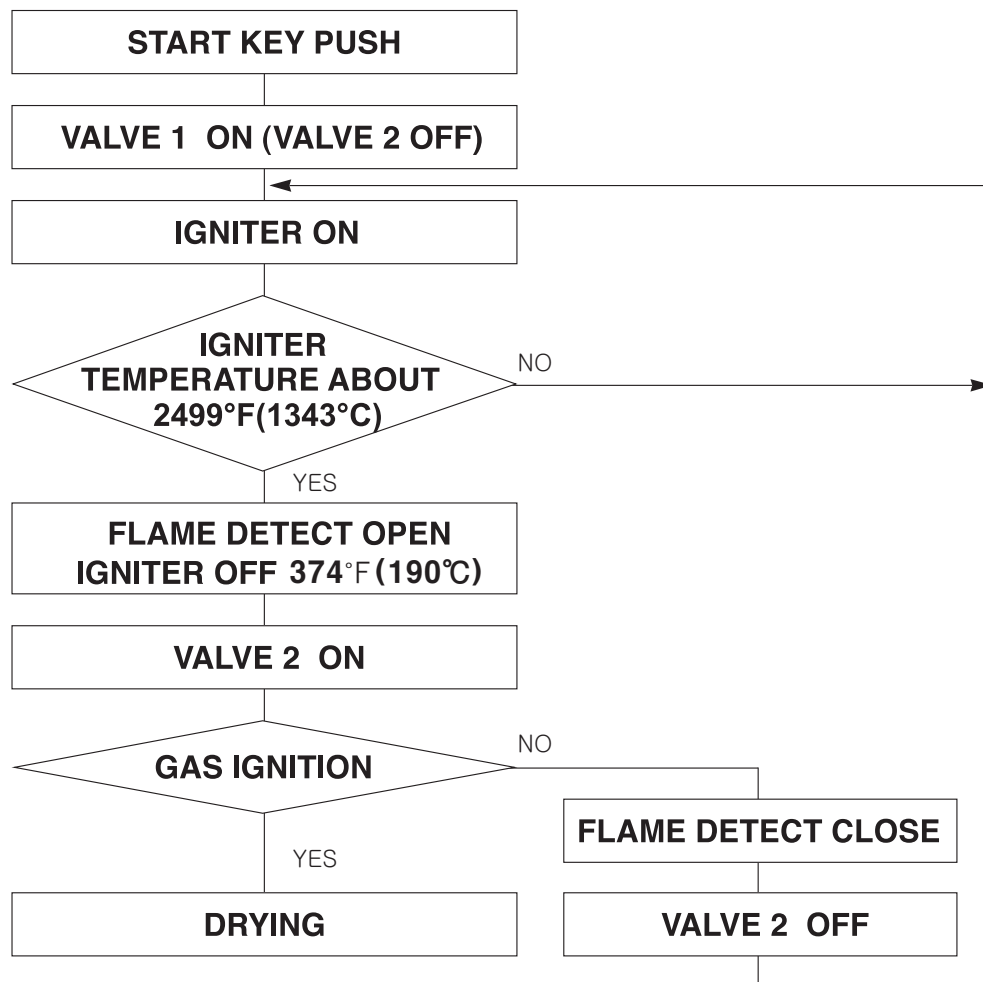 START KEY PUSH
VALVE 1 ON (VALVE 2 OFF)
IGNITER ON
IGNITER
TEMPERATURE ABOUT
2499°F(1343°C)
NO
YES
FLAME DETECT OPEN
IGNITER OFF 374°F (190℃)
VALVE 2 ON
GAS IGNITION
NO
FLAME DETECT CLOSE
YES
DRYING
VALVE 2 OFF